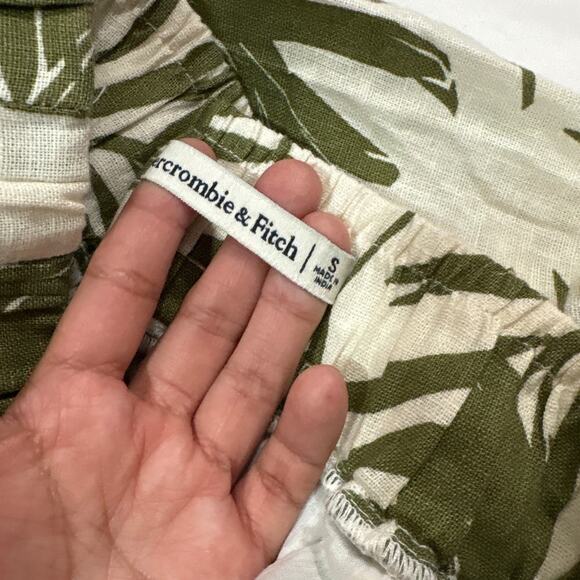 ercrombie & Fitch | S
MADE IN
INDIA